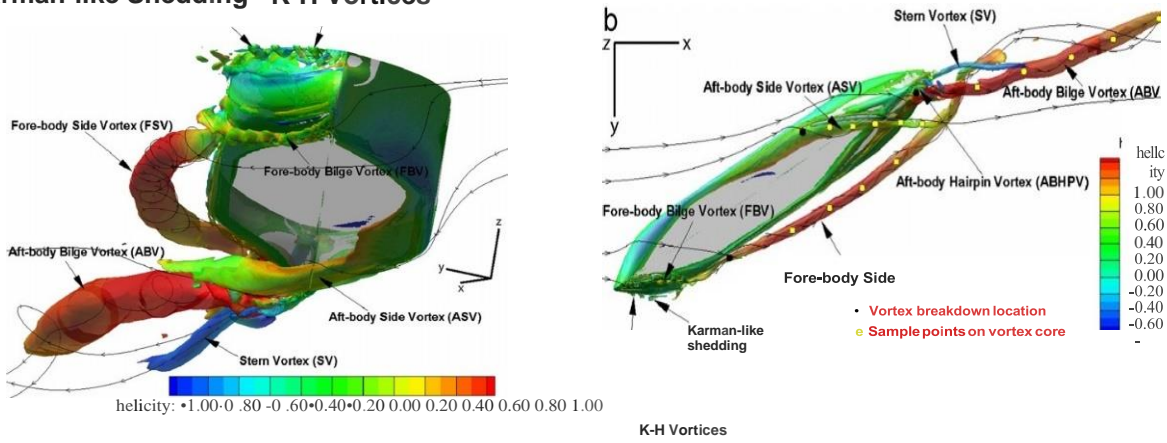 rman-like Shedding K-H Vortices
Fore-body Side Vortex (FSV)
Fore-body Bilge Vortex (FBV)
Aft-body Bilge Vortex (ABV)
z
y
x
Aft-body Side Vortex (ASV)
Stern Vortex (SV)
helicity: •1.00•0 .80 -0 .60•0.40•0.20 0.00 0.20 0.40 0.60 0.80 1.00
b
z
x
y
Stern Vortex (SV)
Aft-body Side Vortex (ASV)
Aft-body Bilge Vortex (ABV
Aft-body Hairpin Vortex (ABHPV)
Fore-body Bilge Vortex (FBV)
Fore-body Side
Karman-like
shedding
• Vortex breakdown location
e Sample points on vortex core
hellc
ity
1.00
0.80
0.60
0.40
0.20
0.00
-0.20
-0.40
-0.60
-
K-H Vortices